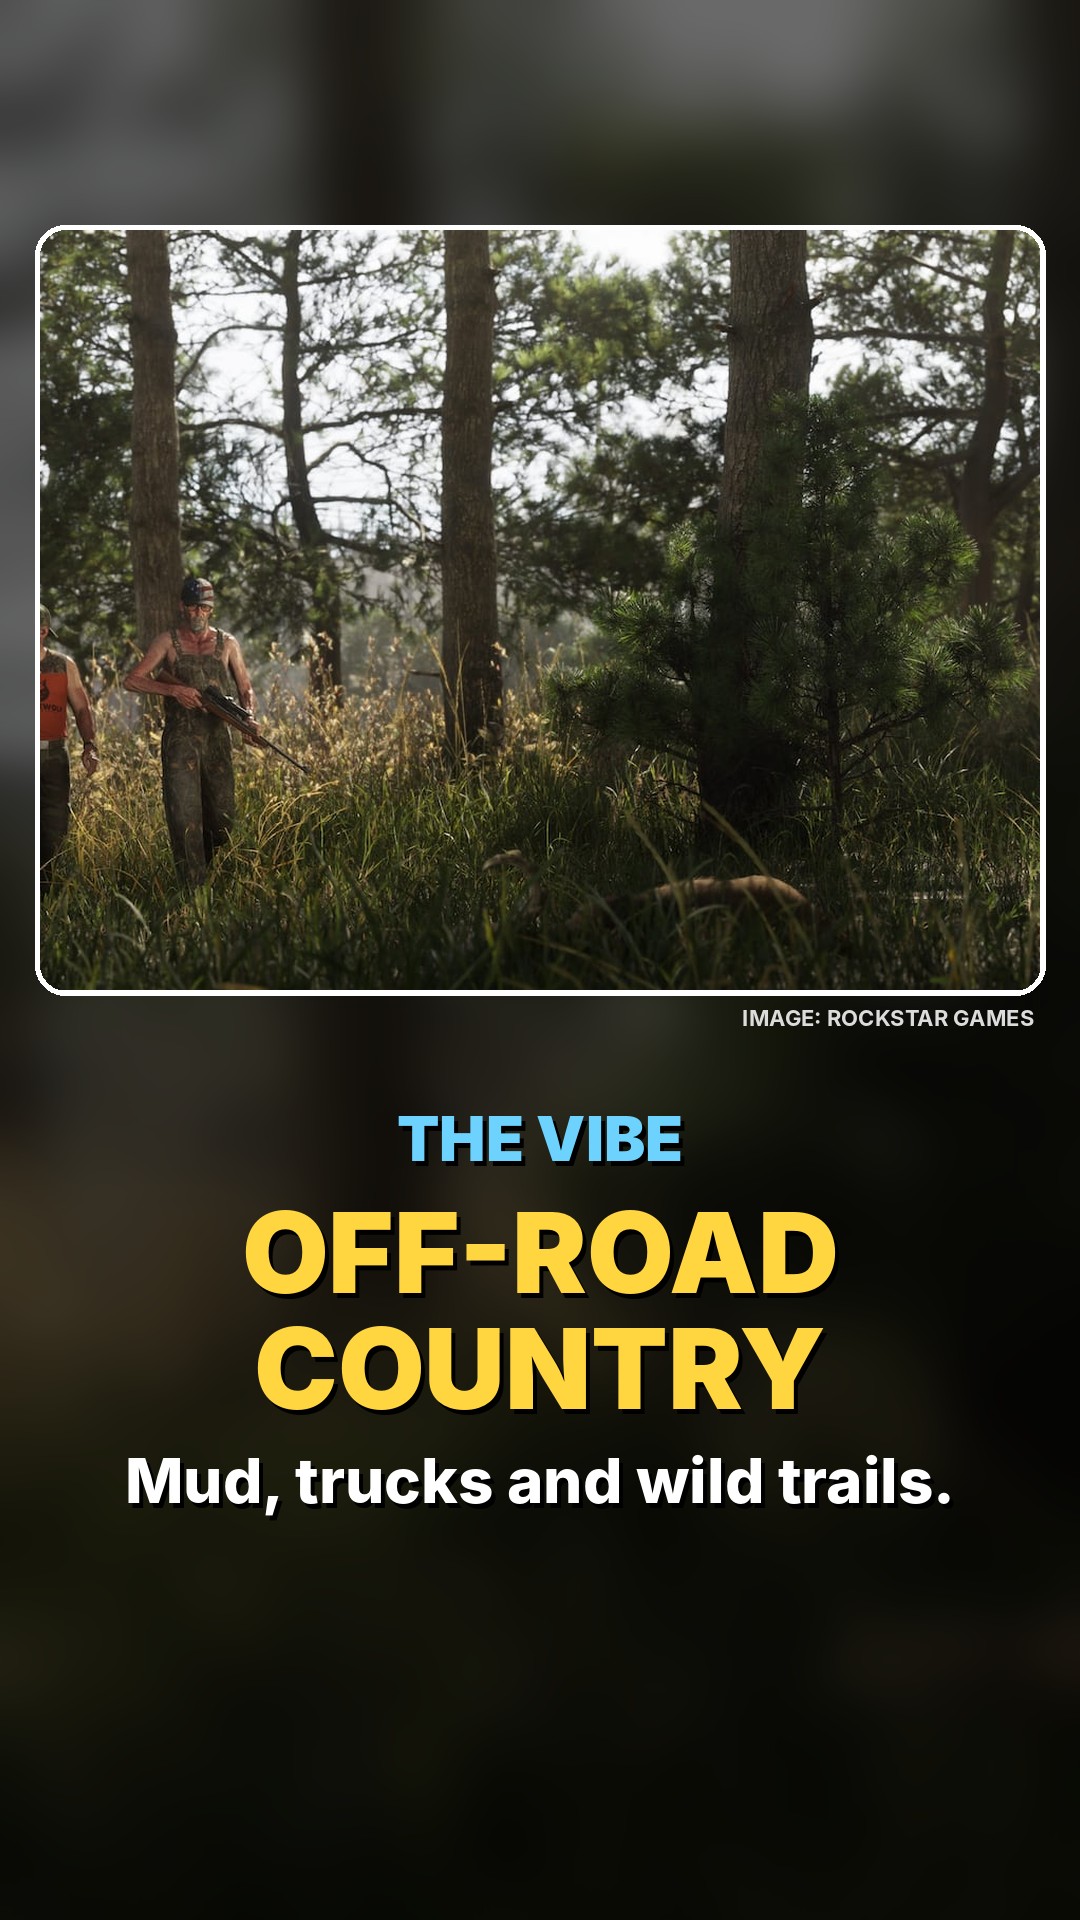 IMAGE: ROCKSTAR GAMES
THE VIBE
OFF-ROAD
COUNTRY
Mud, trucks and wild trails.